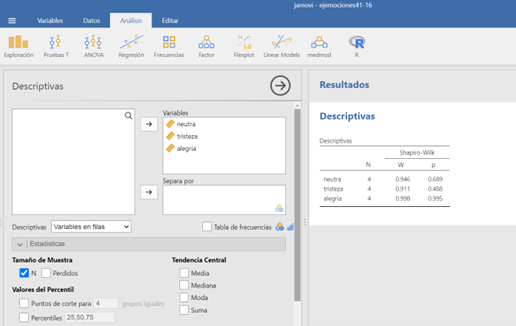 jamovi - ejemociones41-16
Variables Datos Análisis Editar
Exploración Pruebas T ANOVA Regresión Frecuencias Factor Flexplot Linear Models medmod R
Descriptivas
Variables
neutra
tristeza
alegria
Separa por
Descriptivas Variables en filas Tabla de frecuencias
Estadísticas
Tamaño de Muestra Tendencia Central
N Perdidos Media
Mediana
Valores del Percentil Moda
Puntos de corte para 4 grupos iguales Suma
Percentiles 25,50,75
Resultados
Descriptivas
Descriptivas
Shapiro-Wilk
N W p
neutra 4 0.946 0.689
tristeza 4 0.911 0.488
alegria 4 0.998 0.995